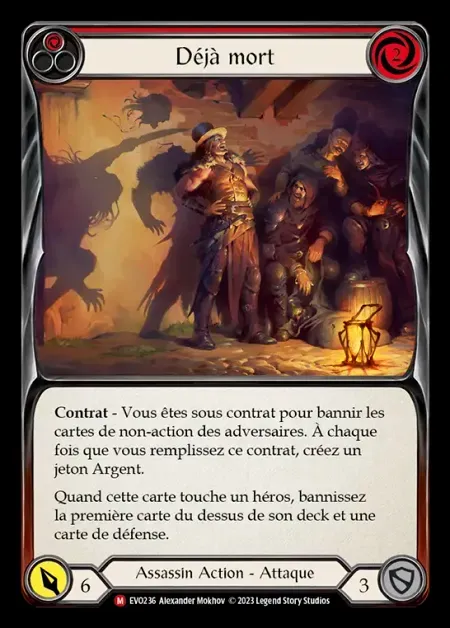 Déjà mort
2
Contrat - Vous êtes sous contrat pour bannir les
cartes de non-action des adversaires. À chaque
fois que vous remplissez ce contrat, créez un
jeton Argent.
Quand cette carte touche un héros, bannissez
la première carte du dessus de son deck et une
carte de défense.
6
Assassin Action - Attaque
3
M EVO236 Alexander Mokhov © 2023 Legend Story Studios